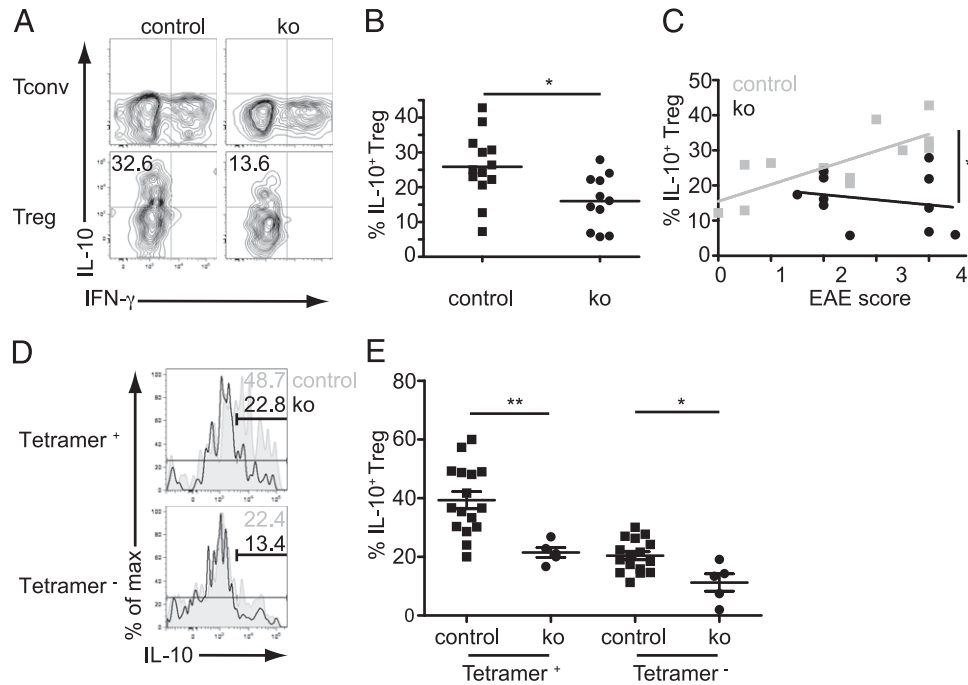 A
control
ko
Tconv
32.6
13.6
Treg
IL-10
IFN-γ
B
*
% IL-10⁺ Treg
40
30
20
10
0
control
ko
C
control
ko
% IL-10⁺ Treg
50
40
30
20
10
0
*
0 1 2 3 4
EAE score
D
48.7 control
22.8 ko
Tetramer ⁺
22.4
13.4
Tetramer ⁻
% of max
IL-10
E
% IL-10⁺ Treg
80
60
40
20
0
**
*
control ko control ko
Tetramer ⁺ Tetramer ⁻